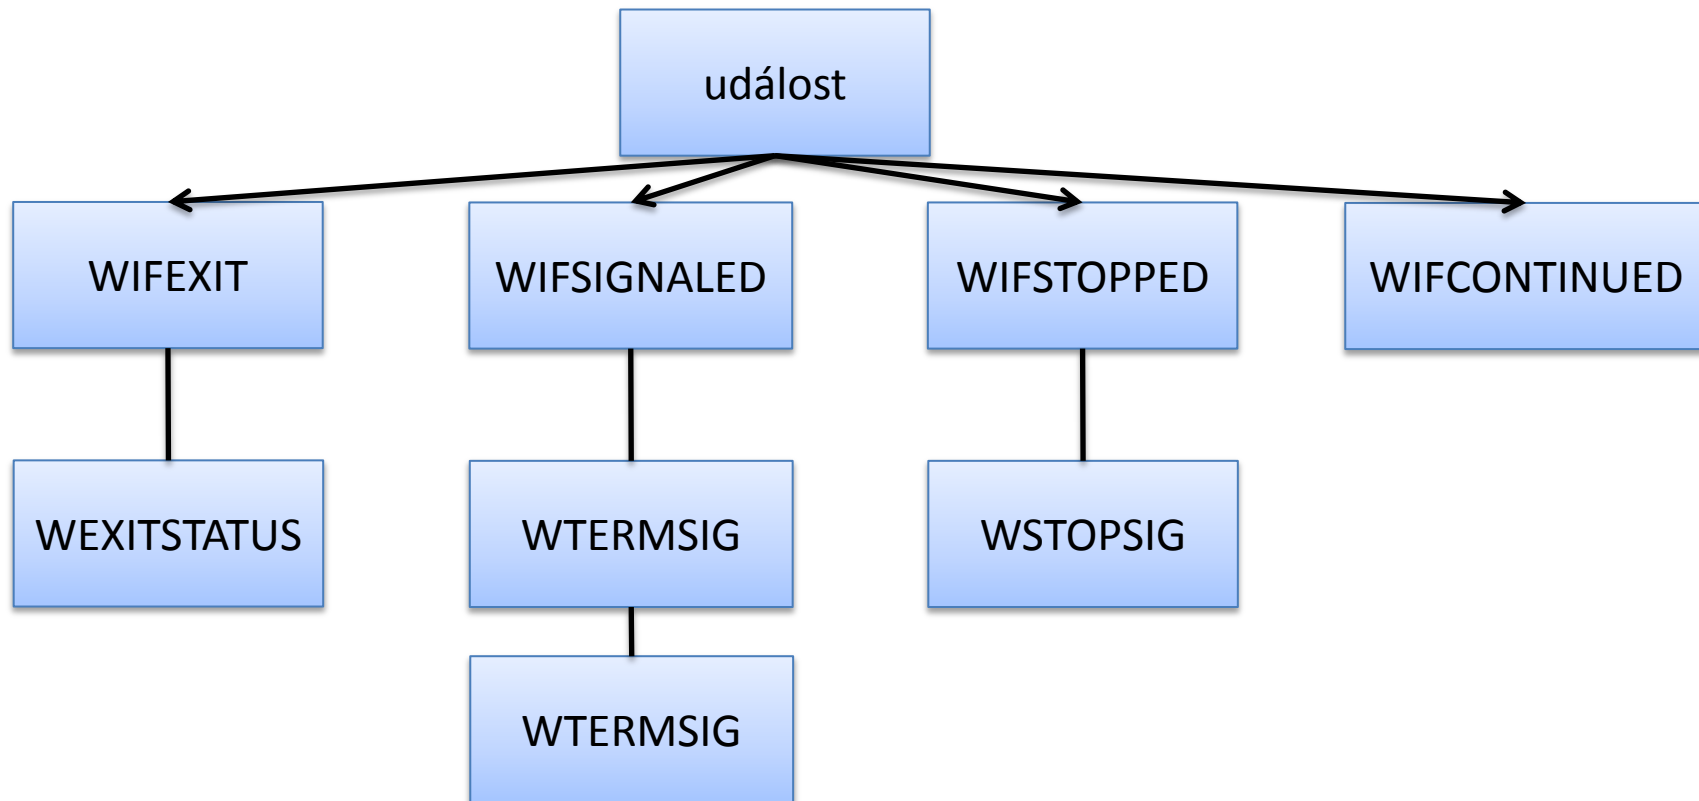 událost
WIFEXIT
WIFSIGNALED
WIFSTOPPED
WIFCONTINUED
WEXITSTATUS
WTERMSIG
WSTOPSIG
WTERMSIG